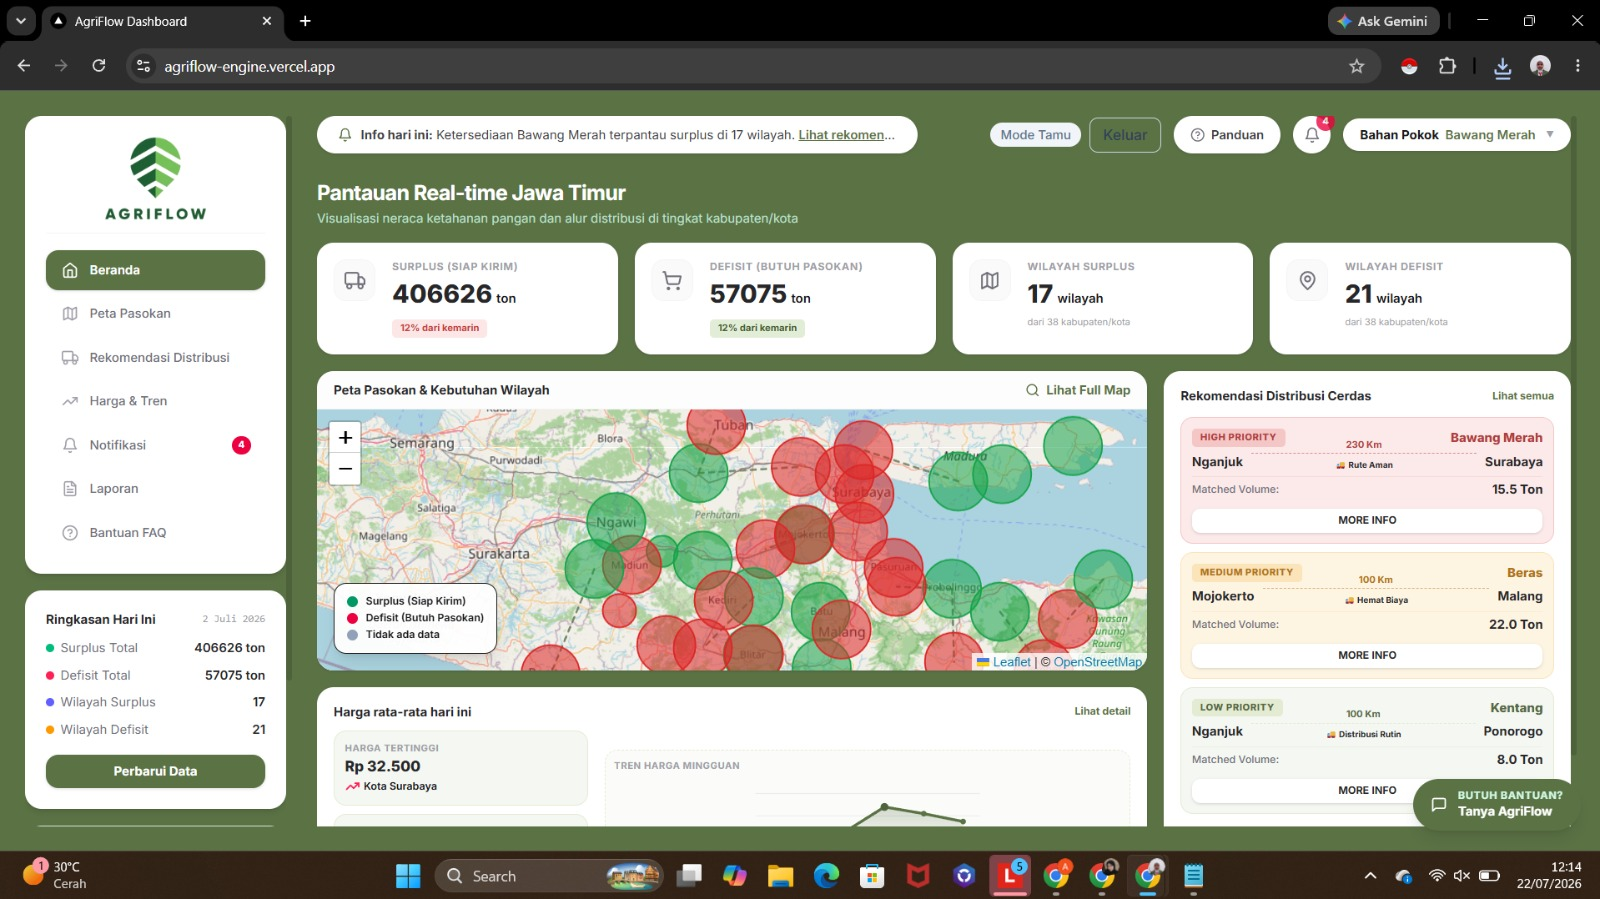 AgriFlow Dashboard
Ask Gemini
agriflow-engine.vercel.app
AGRIFLOW
Beranda
Peta Pasokan
Rekomendasi Distribusi
Harga & Tren
Notifikasi
4
Laporan
Bantuan FAQ
Ringkasan Hari Ini
2 Juli 2026
Surplus Total
406626 ton
Defisit Total
57075 ton
Wilayah Surplus
17
Wilayah Defisit
21
Perbarui Data
Info hari ini: Ketersediaan Bawang Merah terpantau surplus di 17 wilayah. Lihat rekomen...
Mode Tamu
Keluar
Panduan
4
Bahan Pokok Bawang Merah
Pantauan Real-time Jawa Timur
Visualisasi neraca ketahanan pangan dan alur distribusi di tingkat kabupaten/kota
SURPLUS (SIAP KIRIM)
406626 ton
12% dari kemarin
DEFISIT (BUTUH PASOKAN)
57075 ton
12% dari kemarin
WILAYAH SURPLUS
17 wilayah
dari 38 kabupaten/kota
WILAYAH DEFISIT
21 wilayah
dari 38 kabupaten/kota
Peta Pasokan & Kebutuhan Wilayah
Lihat Full Map
+
−
Semarang
Blora
Tuban
Purwodadi
Madura
Surabaya
Salatiga
Perhutani
Ngawi
Magelang
Surakarta
Mojokerto
Madiun
Pasuruan
Probolinggo
Kediri
Batu
Malang
Blitar
Kawasan
Gunung
Raung
Surplus (Siap Kirim)
Defisit (Butuh Pasokan)
Tidak ada data
Leaflet | © OpenStreetMap
Harga rata-rata hari ini
Lihat detail
HARGA TERTINGGI
Rp 32.500
Kota Surabaya
TREN HARGA MINGGUAN
Rekomendasi Distribusi Cerdas
Lihat semua
HIGH PRIORITY
Bawang Merah
230 Km
Nganjuk
Rute Aman
Surabaya
Matched Volume:
15.5 Ton
MORE INFO
MEDIUM PRIORITY
Beras
100 Km
Mojokerto
Hemat Biaya
Malang
Matched Volume:
22.0 Ton
MORE INFO
LOW PRIORITY
Kentang
100 Km
Nganjuk
Distribusi Rutin
Ponorogo
Matched Volume:
8.0 Ton
MORE INFO
BUTUH BANTUAN?
Tanya AgriFlow
1
30°C
Cerah
Search
L
5
A
12:14
22/07/2026